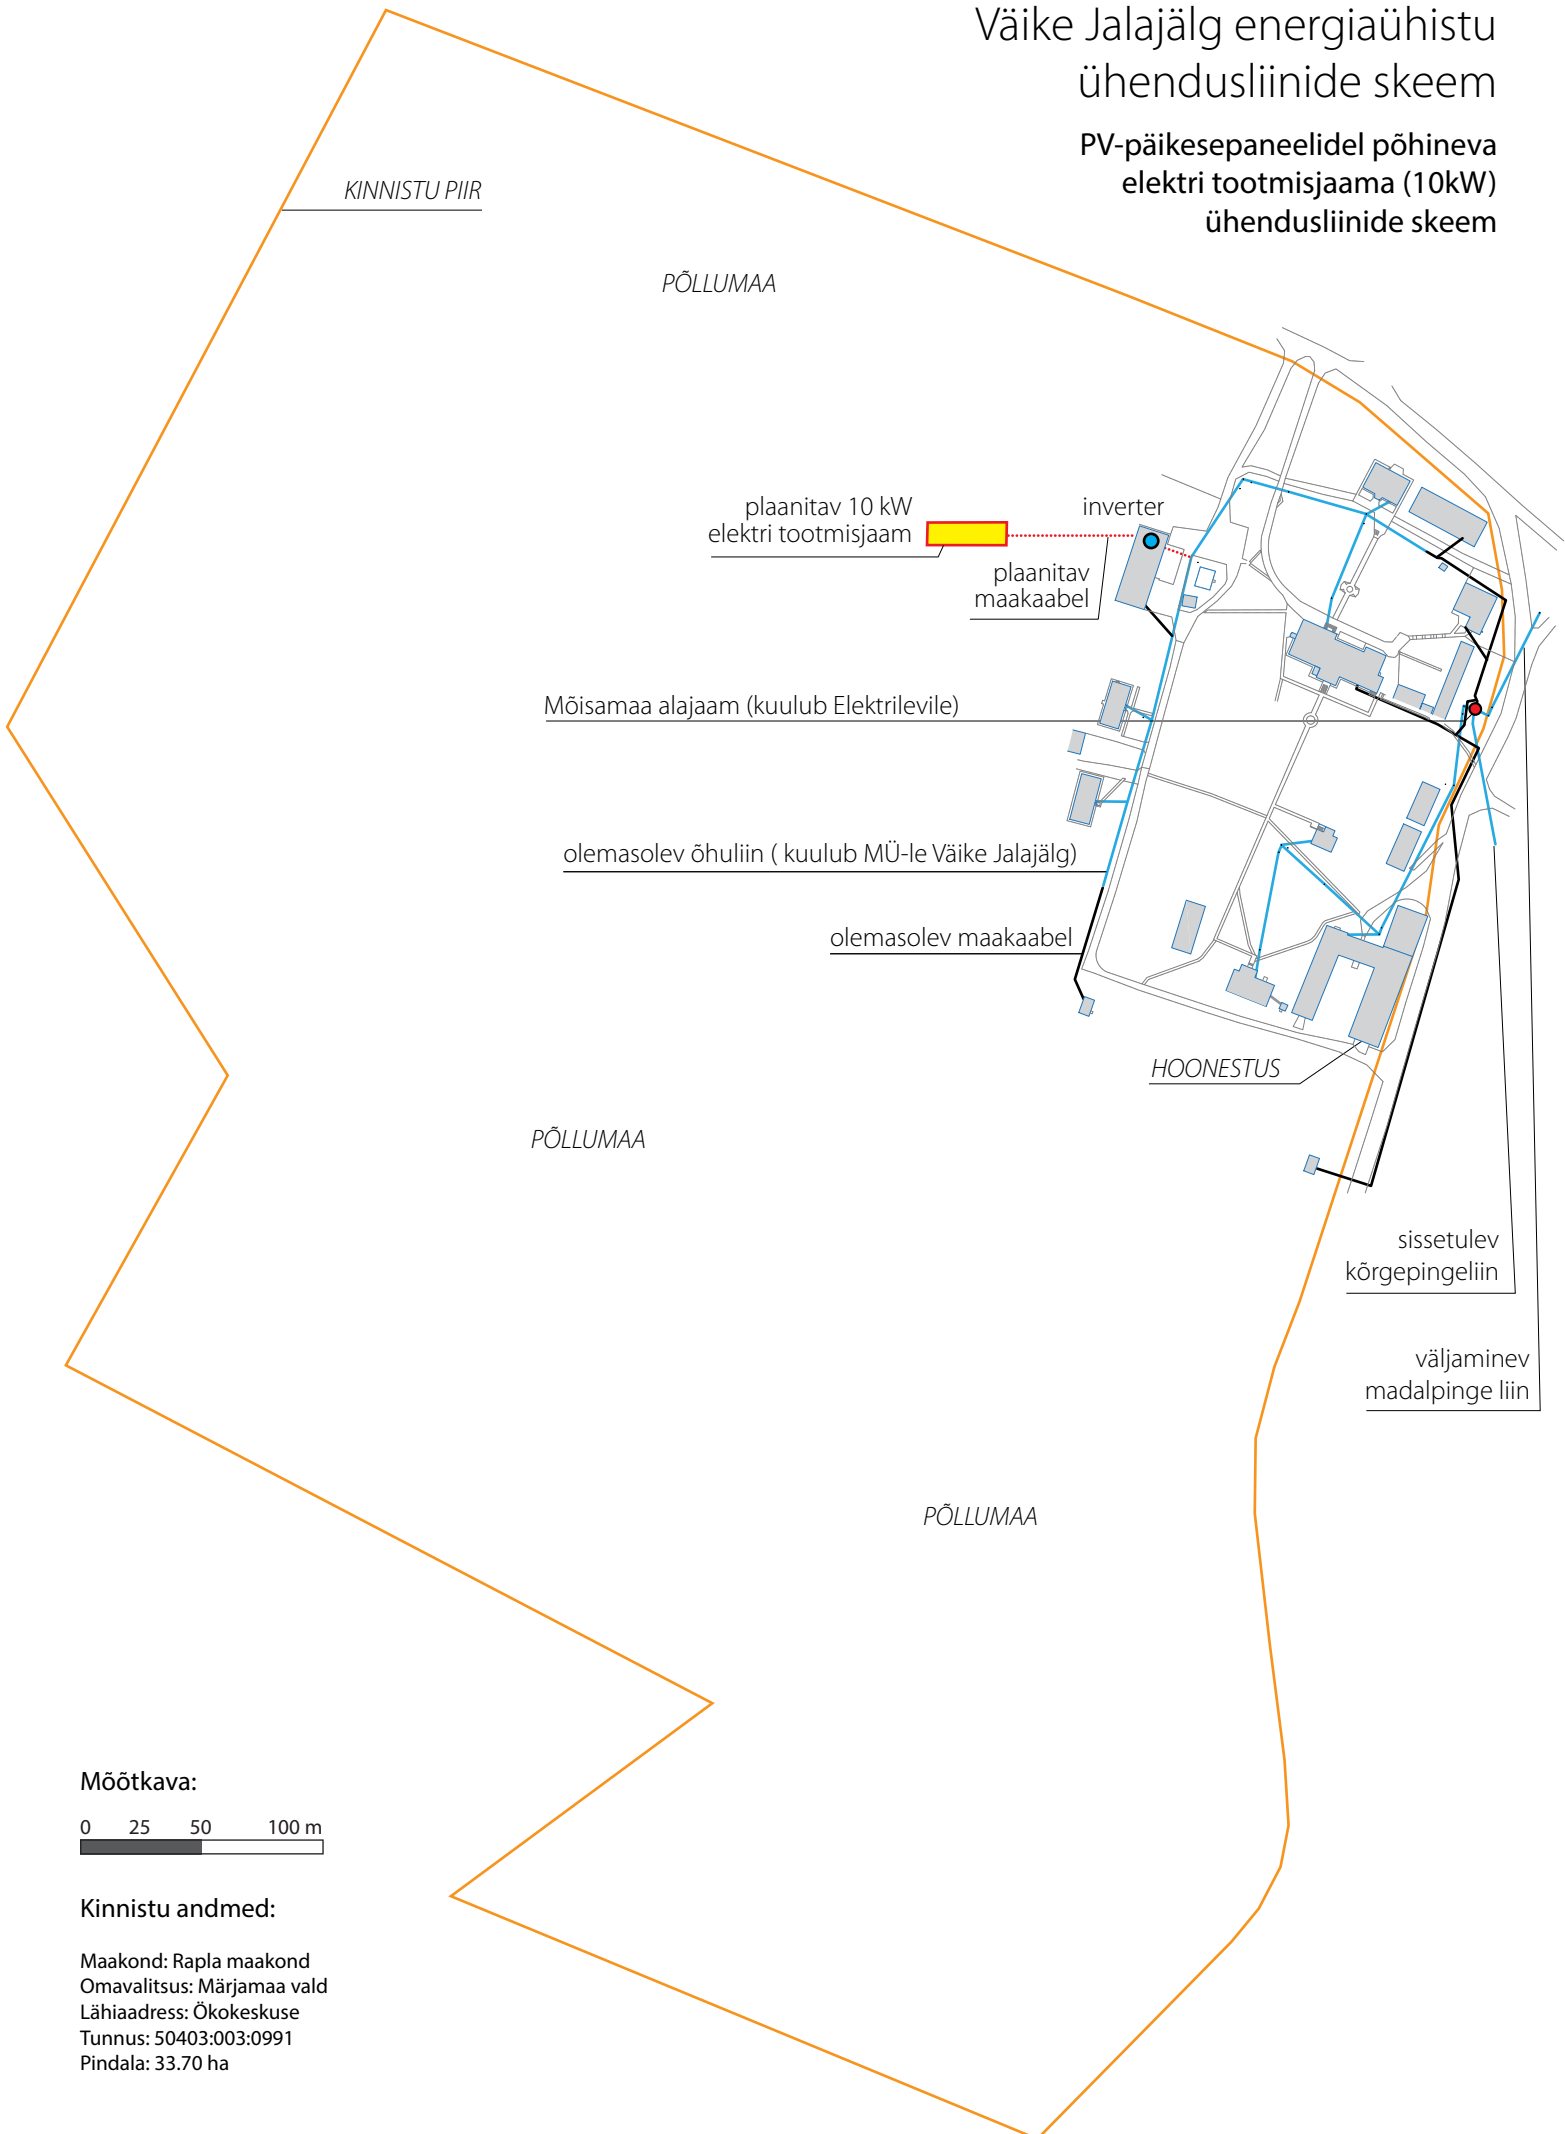 Väike Jalajälg energiaühistu
ühendusliinide skeem
PV-päikesepaneelidel põhineva
elektri tootmisjaama (10kW)
ühendusliinide skeem
KINNISTU PIIR
PÕLLUMAA
plaanitav 10 kW
elektri tootmisjaam
inverter
plaanitav
maakaabel
Mõisamaa alajaam (kuulub Elektrilevile)
olemasolev õhuliin ( kuulub MÜ-le Väike Jalajälg)
olemasolev maakaabel
HOONESTUS
PÕLLUMAA
sissetulev
kõrgepingeliin
väljaminev
madalpinge liin
PÕLLUMAA
Mõõtkava:
0 25 50 100 m
Kinnistu andmed:
Maakond: Rapla maakond
Omavalitsus: Märjamaa vald
Lähiaadress: Ökokeskuse
Tunnus: 50403:003:0991
Pindala: 33.70 ha